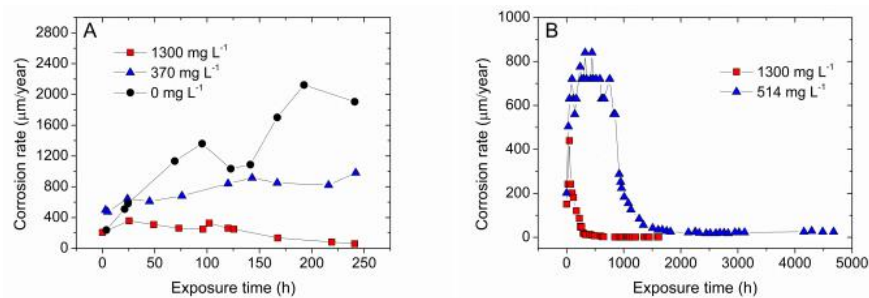 A
1300 mg L⁻¹
370 mg L⁻¹
0 mg L⁻¹
2800
2400
2000
1600
1200
800
400
0
Corrosion rate (μm/year)
0 50 100 150 200 250
Exposure time (h)
B
1300 mg L⁻¹
514 mg L⁻¹
1000
800
600
400
200
0
Corrosion rate (μm/year)
0 1000 2000 3000 4000 5000
Exposure time (h)